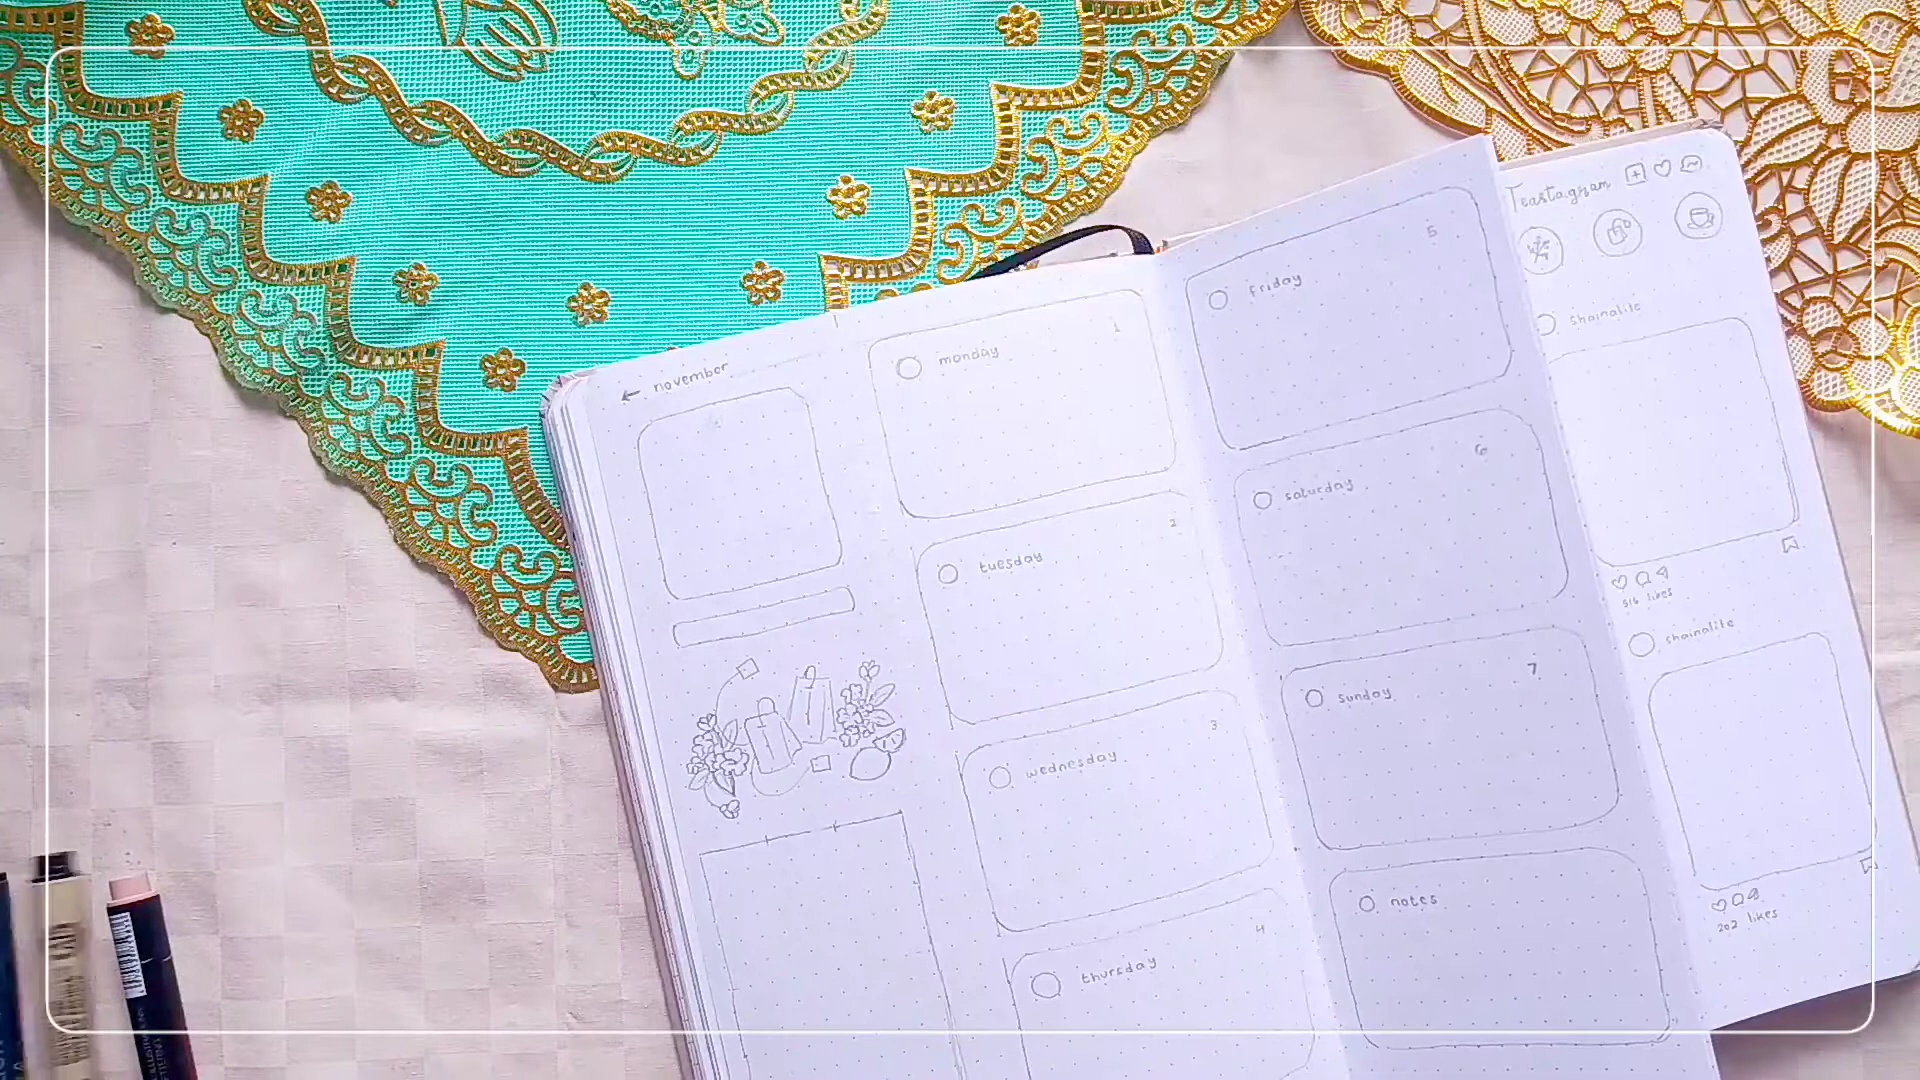 ← november
monday 1
tuesday 2
wednesday 3
thursday 4
friday 5
saturday 6
sunday 7
notes
Teastagram
shainalite
516 likes
shainalite
202 likes